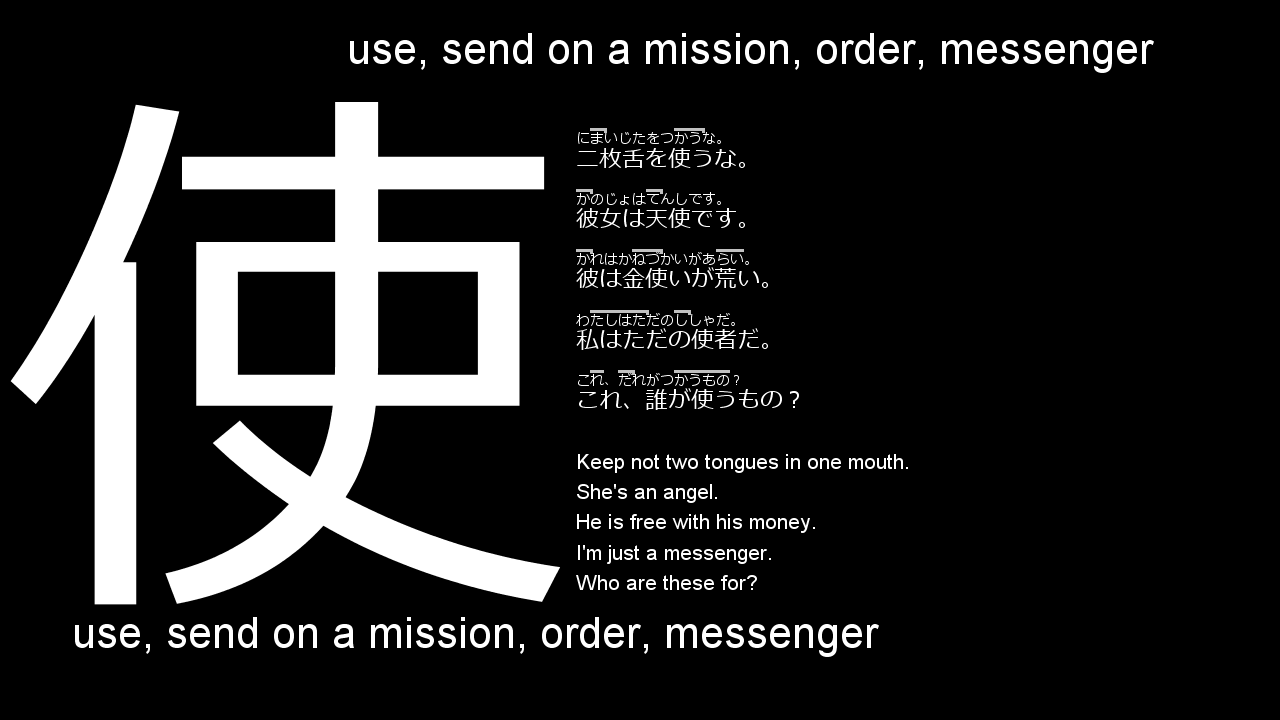 use, send on a mission, order, messenger
使
にまいじたをつかうな。
二枚舌を使うな。
かのじょはてんしです。
彼女は天使です。
かれはかねづかいがあらい。
彼は金使いが荒い。
わたしはただのししゃだ。
私はただの使者だ。
これ、だれがつかうもの？
これ、誰が使うもの？
Keep not two tongues in one mouth.
She's an angel.
He is free with his money.
I'm just a messenger.
Who are these for?
use, send on a mission, order, messenger